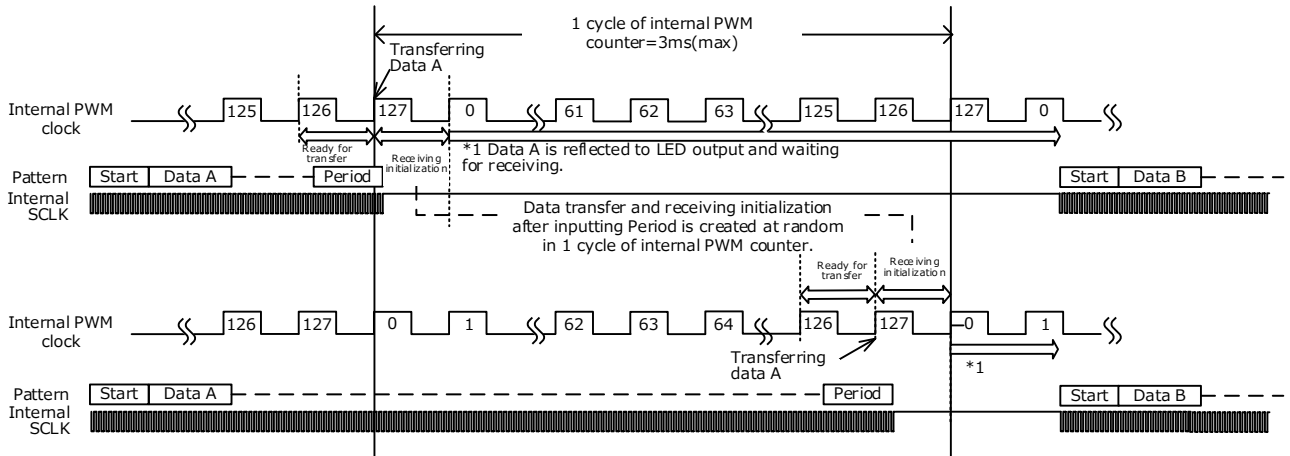 1 cycle of internal PWM
counter=3ms(max)
Transferring
Data A
Internal PWM
clock
125 126 127 0 61 62 63 125 126 127 0
Ready for
transfer
Receiving
initialization
*1 Data A is reflected to LED output and waiting
for receiving.
Pattern
Start Data A Period Start Data B
Internal
SCLK
Data transfer and receiving initialization
after inputting Period is created at random
in 1 cycle of internal PWM counter.
Ready for
transfer
Receiving
initialization
Internal PWM
clock
126 127 0 1 62 63 64 126 127 0 1
Transferring
data A
*1
Pattern
Start Data A Period Start Data B
Internal
SCLK